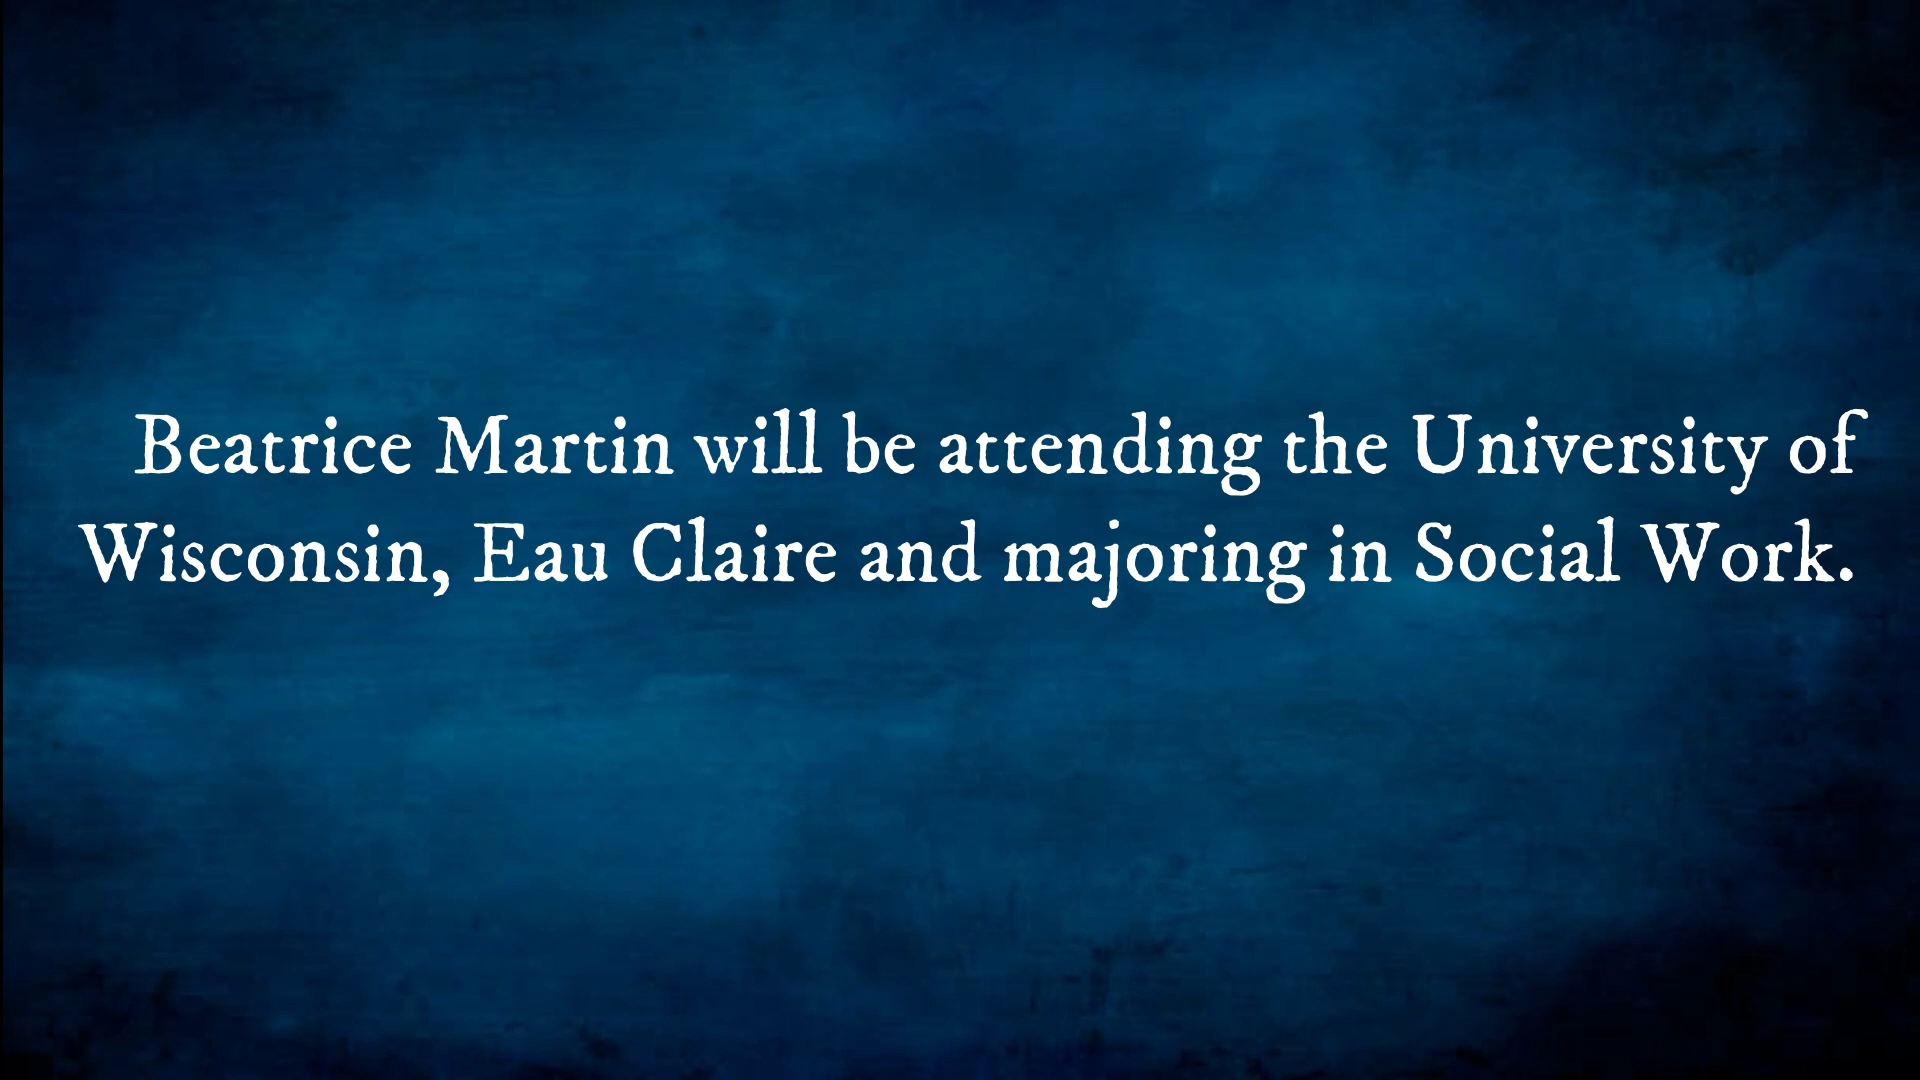 Beatrice Martin will be attending the University of
Wisconsin, Eau Claire and majoring in Social Work.